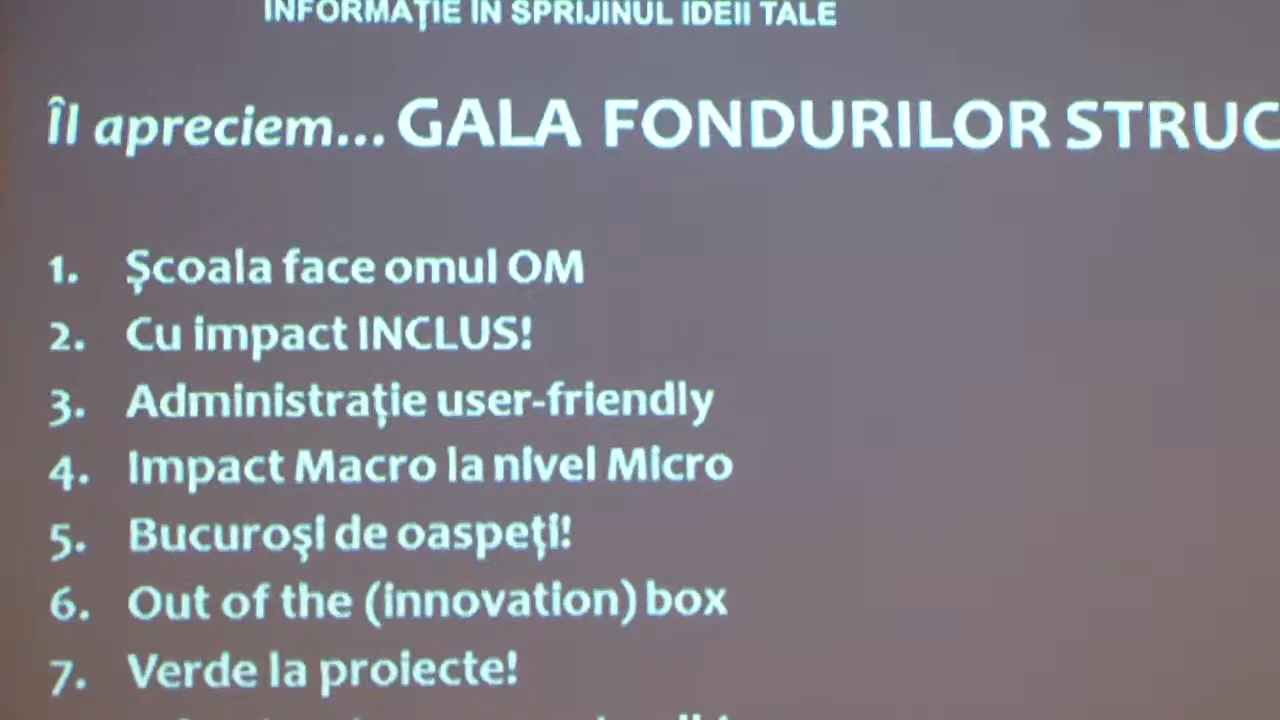 INFORMAȚIE ÎN SPRIJINUL IDEII TALE
Îl apreciem... GALA FONDURILOR STRUC
1. Școala face omul OM
2. Cu impact INCLUS!
3. Administrație user-friendly
4. Impact Macro la nivel Micro
5. Bucuroși de oaspeți!
6. Out of the (innovation) box
7. Verde la proiecte!